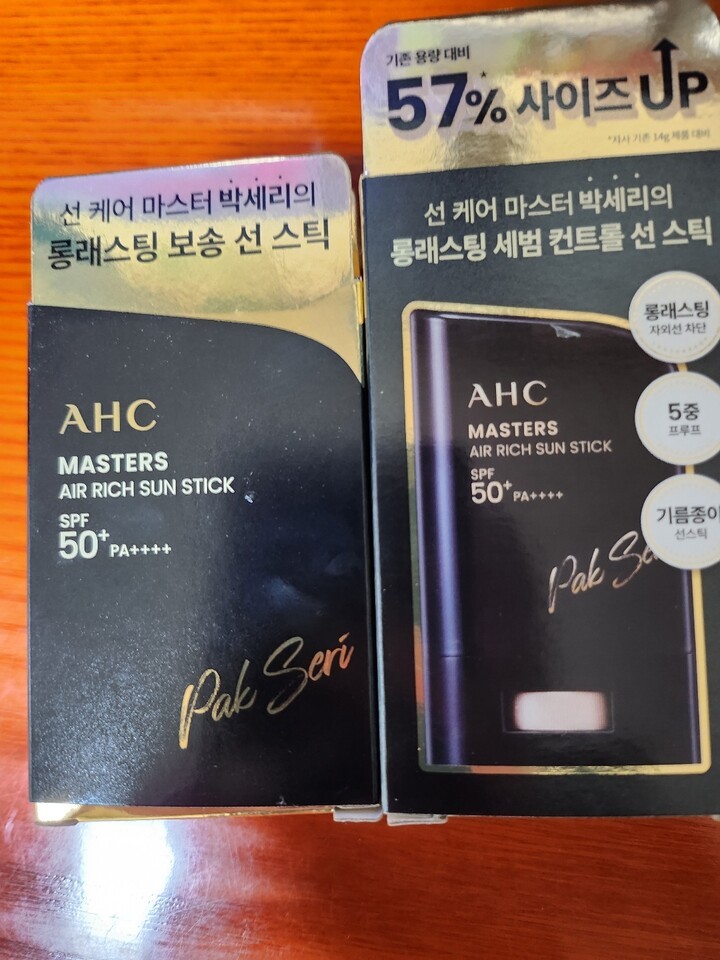 선 케어 마스터 박세리의
롱래스팅 보송 선 스틱
AHC
MASTERS
AIR RICH SUN STICK
SPF
50+ PA++++
Pak Seri
기존 용량 대비
57%* 사이즈 UP
*자사 기존 14g 제품 대비
선 케어 마스터 박세리의
롱래스팅 세범 컨트롤 선 스틱
롱래스팅
자외선 차단
AHC
MASTERS
AIR RICH SUN STICK
SPF
50+ PA++++
5중
프루프
기름종이
선스틱
Pak Seri